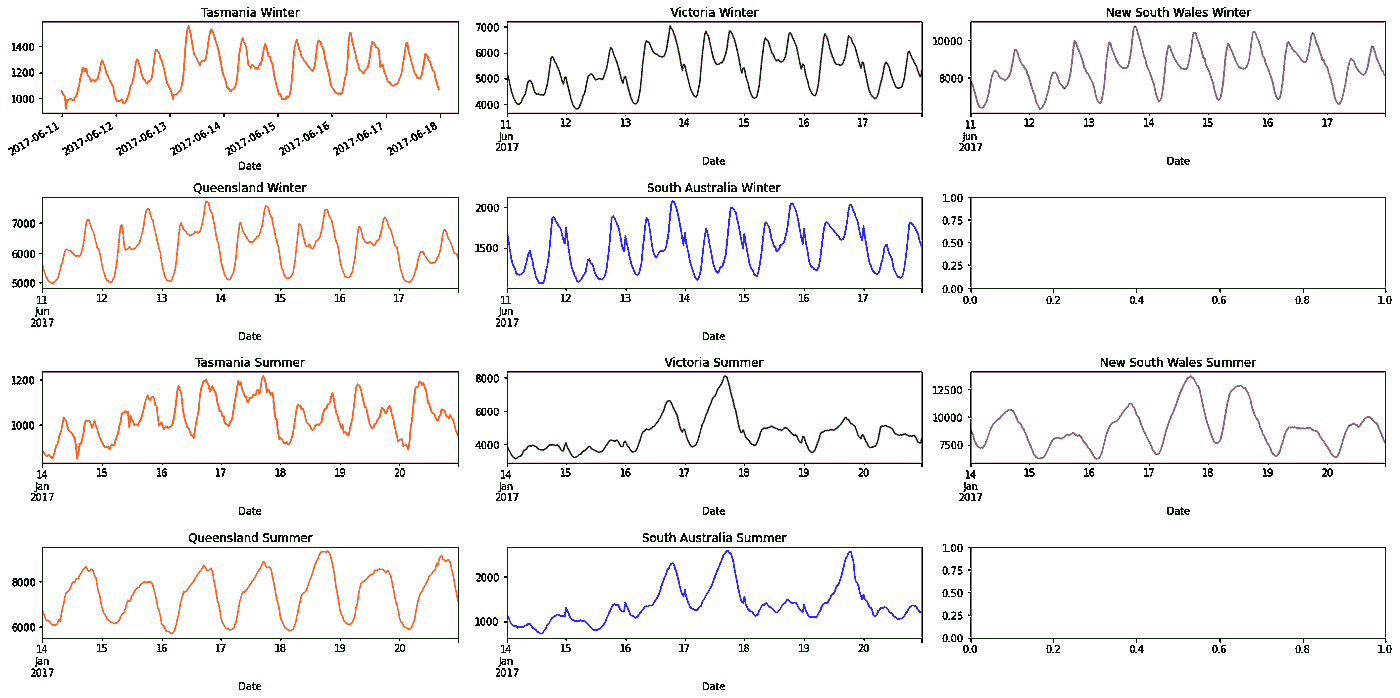 Tasmania Winter
1400
1200
1000
2017-06-11 2017-06-12 2017-06-13 2017-06-14 2017-06-15 2017-06-16 2017-06-17 2017-06-18
Date
Victoria Winter
7000
6000
5000
4000
11 12 13 14 15 16 17
Jun
2017
Date
New South Wales Winter
10000
8000
11 12 13 14 15 16 17
Jun
2017
Date
Queensland Winter
7000
6000
5000
11 12 13 14 15 16 17
Jun
2017
Date
South Australia Winter
2000
1500
11 12 13 14 15 16 17
Jun
2017
Date
1.00
0.75
0.50
0.25
0.00
0.0 0.2 0.4 0.6 0.8 1.0
Tasmania Summer
1200
1000
14 15 16 17 18 19 20
Jan
2017
Date
Victoria Summer
8000
6000
4000
14 15 16 17 18 19 20
Jan
2017
Date
New South Wales Summer
12500
10000
7500
14 15 16 17 18 19 20
Jan
2017
Date
Queensland Summer
8000
6000
14 15 16 17 18 19 20
Jan
2017
Date
South Australia Summer
2000
1000
14 15 16 17 18 19 20
Jan
2017
Date
1.00
0.75
0.50
0.25
0.00
0.0 0.2 0.4 0.6 0.8 1.0